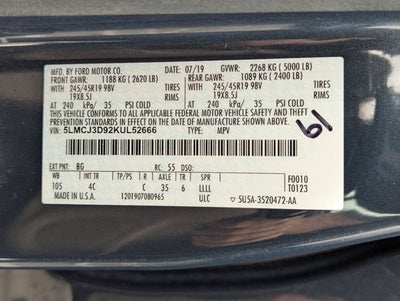 MFD. BY FORD MOTOR CO.
DATE: 07/19 GVWR: 2268 KG ( 5000 LB)
FRONT GAWR: 1188 KG ( 2620 LB) REAR GAWR: 1089 KG ( 2400 LB)
WITH TIRES WITH TIRES
245/45R19 98V RIMS 245/45R19 98V RIMS
19X8.5J 19X8.5J
AT 240 kPa/ 35 PSI COLD AT 240 kPa/ 35 PSI COLD
THIS VEHICLE CONFORMS TO ALL APPLICABLE FEDERAL MOTOR VEHICLE SAFETY AND THEFT
PREVENTION STANDARDS IN EFFECT ON THE DATE OF MANUFACTURE SHOWN ABOVE.
VIN: 5LMCJ3D92KUL52666 TYPE: MPV
61
EXT PNT: BG RC: 55 DSO: F0010
WB INT TR TP/PS R AXLE TR SPR T0123
105 4C C 35 6 LLLL
MADE IN U.S.A. 1201907080965 ULC 5U5A-3520472-AA